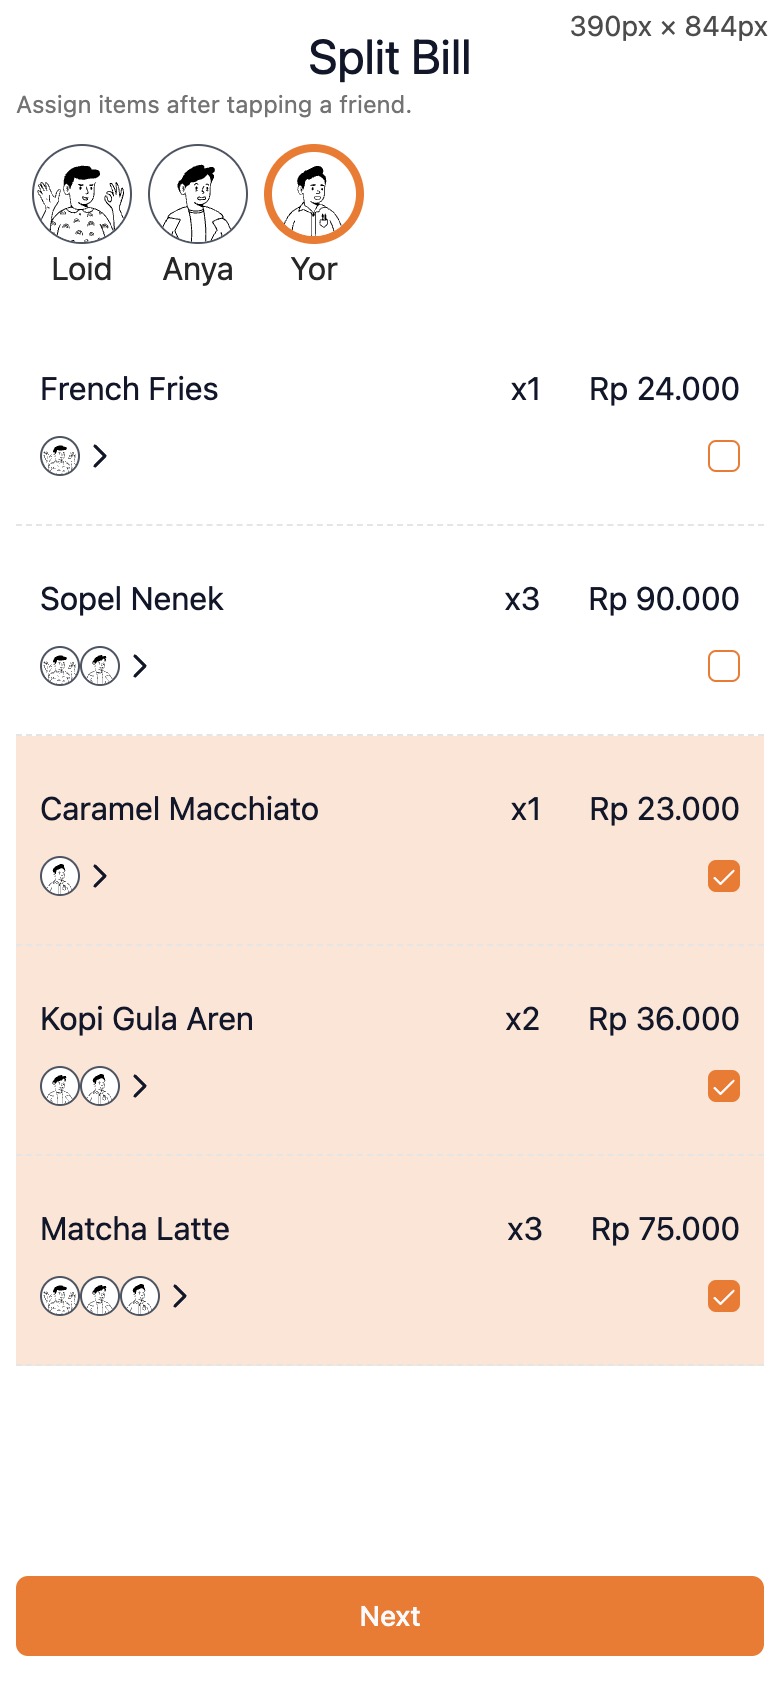 390px × 844px
Split Bill
Assign items after tapping a friend.
Loid Anya Yor
French Fries x1 Rp 24.000
Sopel Nenek x3 Rp 90.000
Caramel Macchiato x1 Rp 23.000
Kopi Gula Aren x2 Rp 36.000
Matcha Latte x3 Rp 75.000
Next